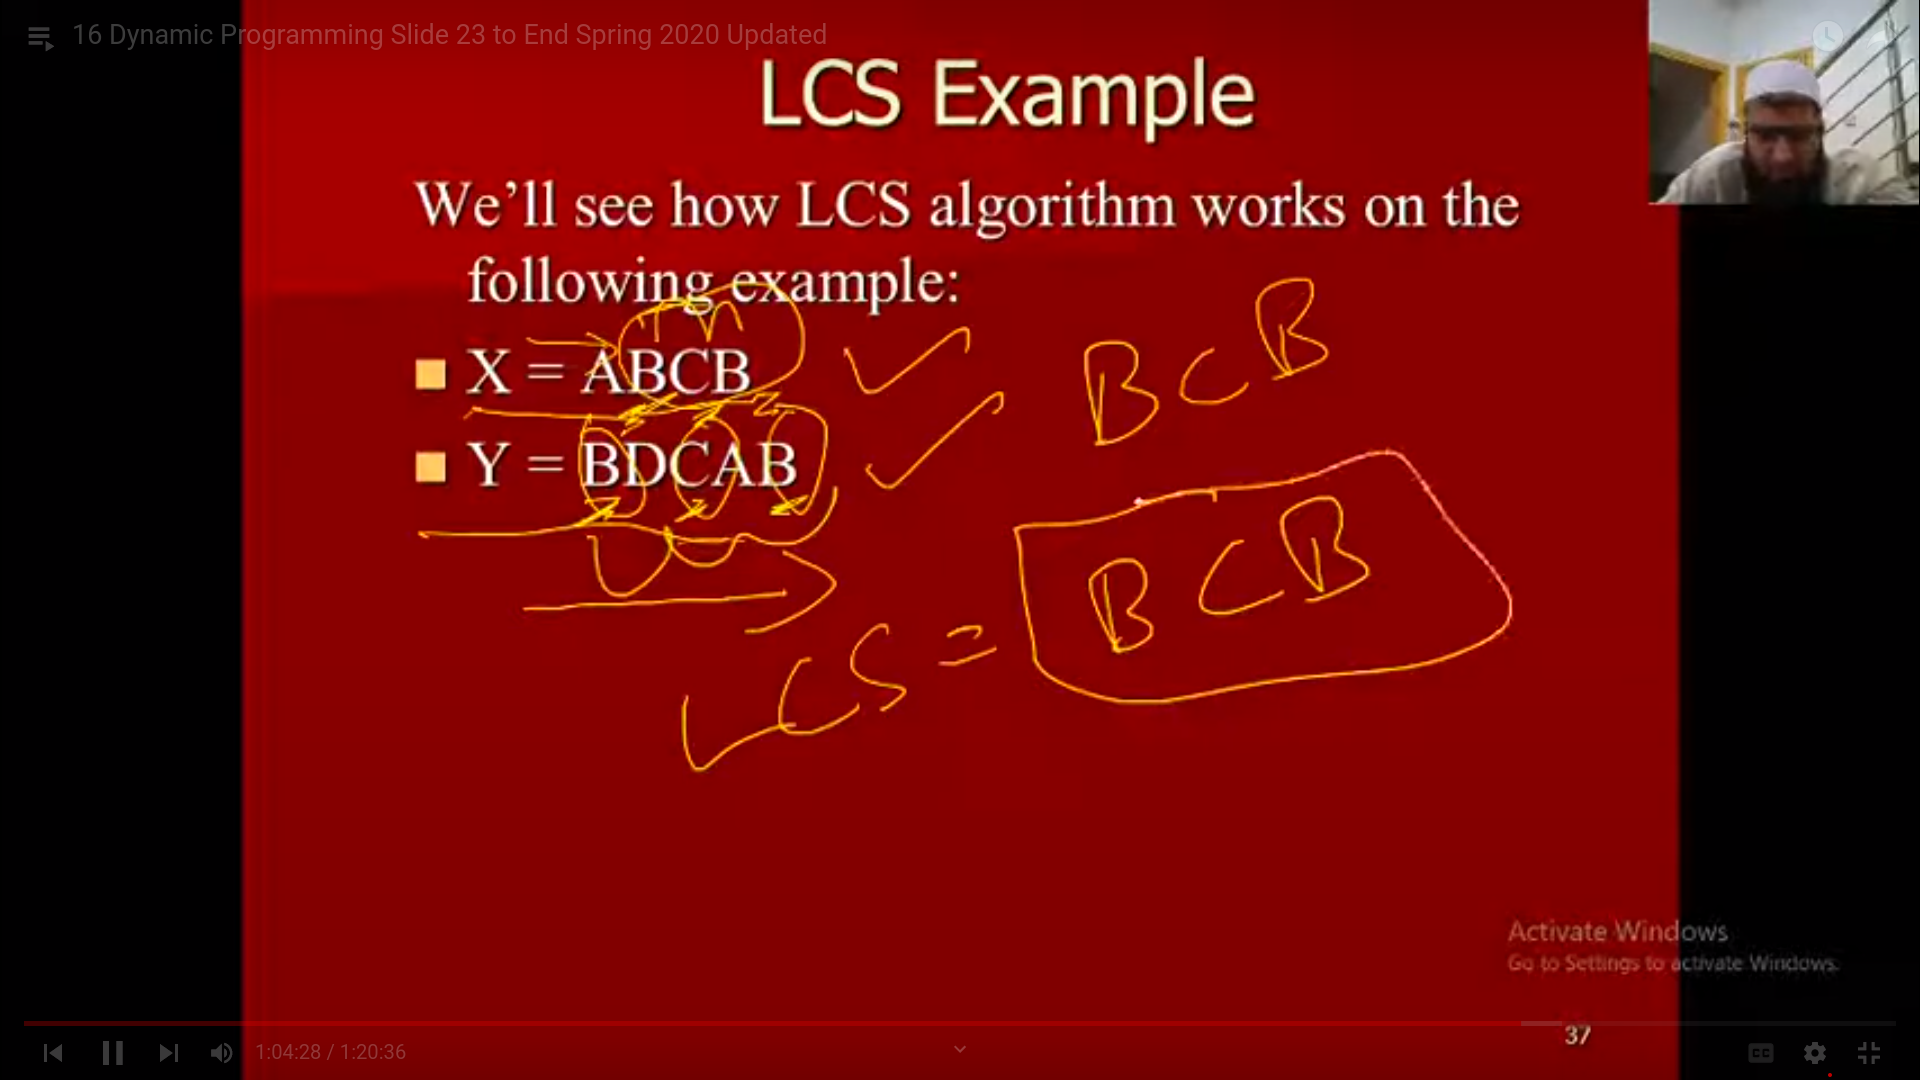 16 Dynamic Programming Slide 23 to End Spring 2020 Updated
LCS Example
We'll see how LCS algorithm works on the
following example:
X = ABCB
BCB
Y = BDCAB
BCB
LCS =
Activate Windows
Go to Settings to activate Windows.
37
1:04:28 / 1:20:36
CC